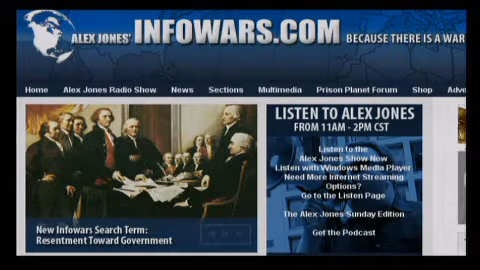 ALEX JONES' INFOWARS.COM BECAUSE THERE IS A WAR
Home Alex Jones Radio Show News Sections Multimedia Prison Planet Forum Shop Adve
LISTEN TO ALEX JONES
FROM 11AM - 2PM CST
Listen to the
Alex Jones Show Now
Listen with Windows Media Player
Need More Internet Streaming
Options?
Go to the Listen Page
The Alex Jones Sunday Edition
Get the Podcast
New Infowars Search Term:
Resentment Toward Government